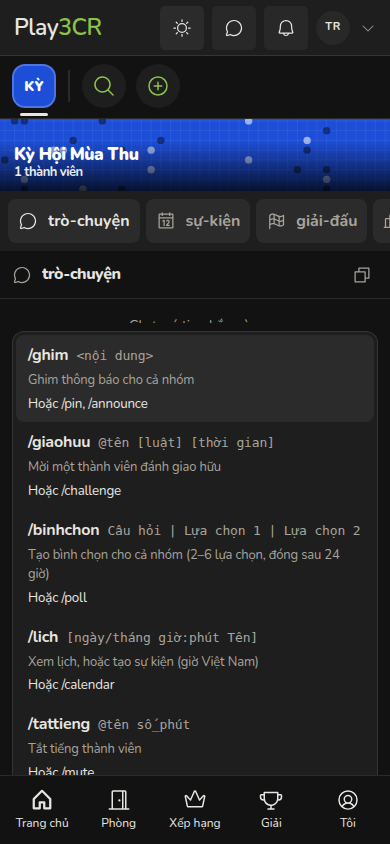 Play3CR
TR
KỲ
Kỳ Hội Mùa Thu
1 thành viên
trò-chuyện
sự-kiện
giải-đấu
trò-chuyện
/ghim <nội dung>
Ghim thông báo cho cả nhóm
Hoặc /pin, /announce
/giaohuu @tên [luật] [thời gian]
Mời một thành viên đánh giao hữu
Hoặc /challenge
/binhchon Câu hỏi | Lựa chọn 1 | Lựa chọn 2
Tạo bình chọn cho cả nhóm (2–6 lựa chọn, đóng sau 24
giờ)
Hoặc /poll
/lich [ngày/tháng giờ:phút Tên]
Xem lịch, hoặc tạo sự kiện (giờ Việt Nam)
Hoặc /calendar
/tattieng @tên số_phút
Tắt tiếng thành viên
Hoặc /mute
Trang chủ
Phòng
Xếp hạng
Giải
Tôi